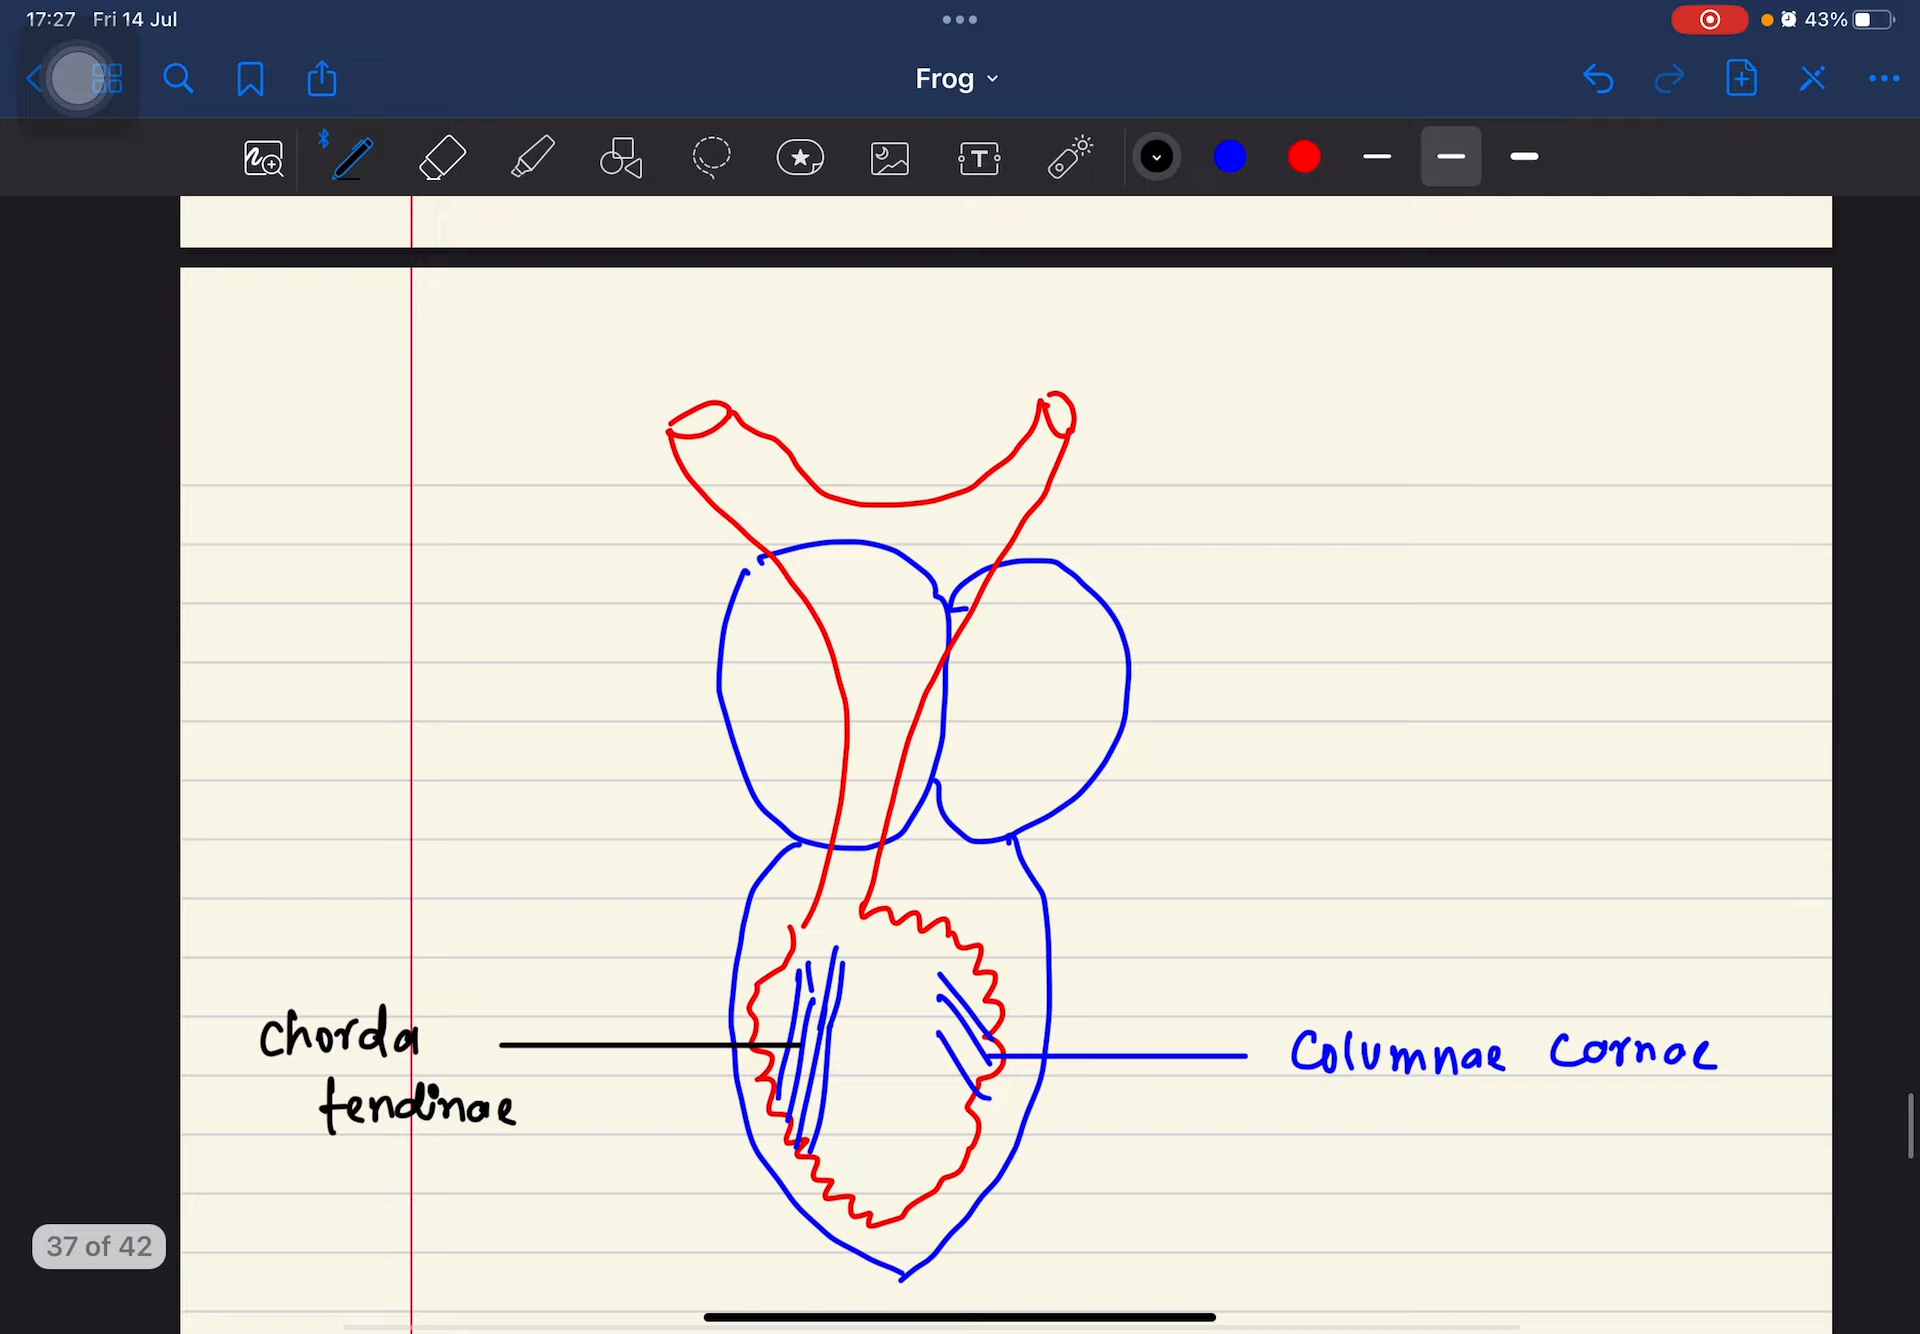 17:27 Fri 14 Jul
43%
Frog
T
Chorda
tendinae
Columnae Cornae
37 of 42